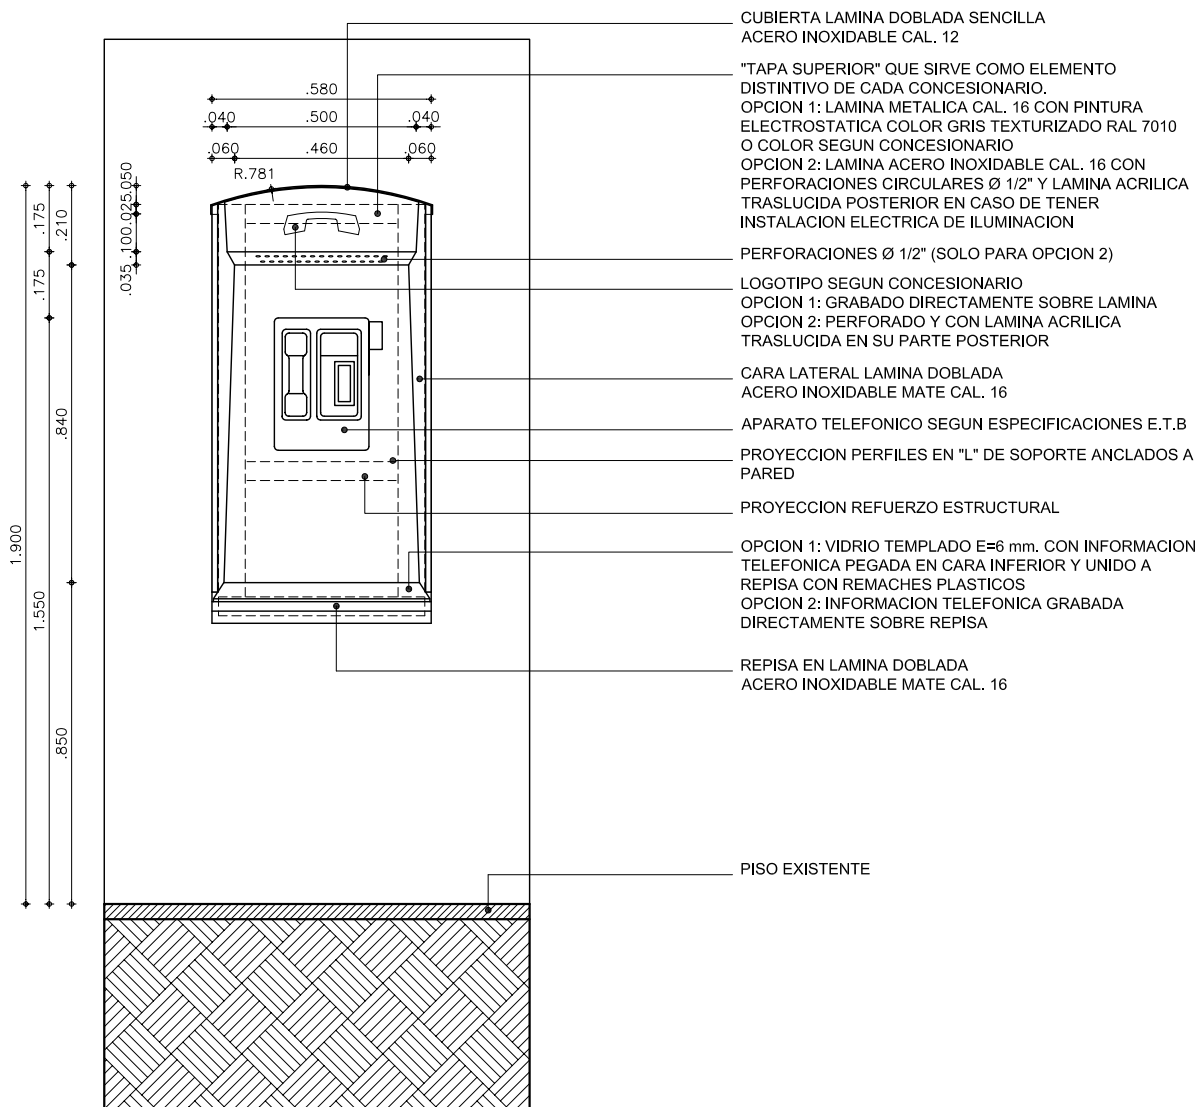 CUBIERTA LAMINA DOBLADA SENCILLA
ACERO INOXIDABLE CAL. 12
"TAPA SUPERIOR" QUE SIRVE COMO ELEMENTO
DISTINTIVO DE CADA CONCESIONARIO.
OPCION 1: LAMINA METALICA CAL. 16 CON PINTURA
ELECTROSTATICA COLOR GRIS TEXTURIZADO RAL 7010
O COLOR SEGUN CONCESIONARIO
OPCION 2: LAMINA ACERO INOXIDABLE CAL. 16 CON
PERFORACIONES CIRCULARES Ø 1/2" Y LAMINA ACRILICA
TRASLUCIDA POSTERIOR EN CASO DE TENER
INSTALACION ELECTRICA DE ILUMINACION
PERFORACIONES Ø 1/2" (SOLO PARA OPCION 2)
LOGOTIPO SEGUN CONCESIONARIO
OPCION 1: GRABADO DIRECTAMENTE SOBRE LAMINA
OPCION 2: PERFORADO Y CON LAMINA ACRILICA
TRASLUCIDA EN SU PARTE POSTERIOR
CARA LATERAL LAMINA DOBLADA
ACERO INOXIDABLE MATE CAL. 16
APARATO TELEFONICO SEGUN ESPECIFICACIONES E.T.B
PROYECCION PERFILES EN "L" DE SOPORTE ANCLADOS A
PARED
PROYECCION REFUERZO ESTRUCTURAL
OPCION 1: VIDRIO TEMPLADO E=6 mm. CON INFORMACION
TELEFONICA PEGADA EN CARA INFERIOR Y UNIDO A
REPISA CON REMACHES PLASTICOS
OPCION 2: INFORMACION TELEFONICA GRABADA
DIRECTAMENTE SOBRE REPISA
REPISA EN LAMINA DOBLADA
ACERO INOXIDABLE MATE CAL. 16
PISO EXISTENTE
.580
.040 .500 .040
.060 .460 .060
R.781
.050
.025
.100
.035
.210
.840
.850
.175
.175
1.550
1.900